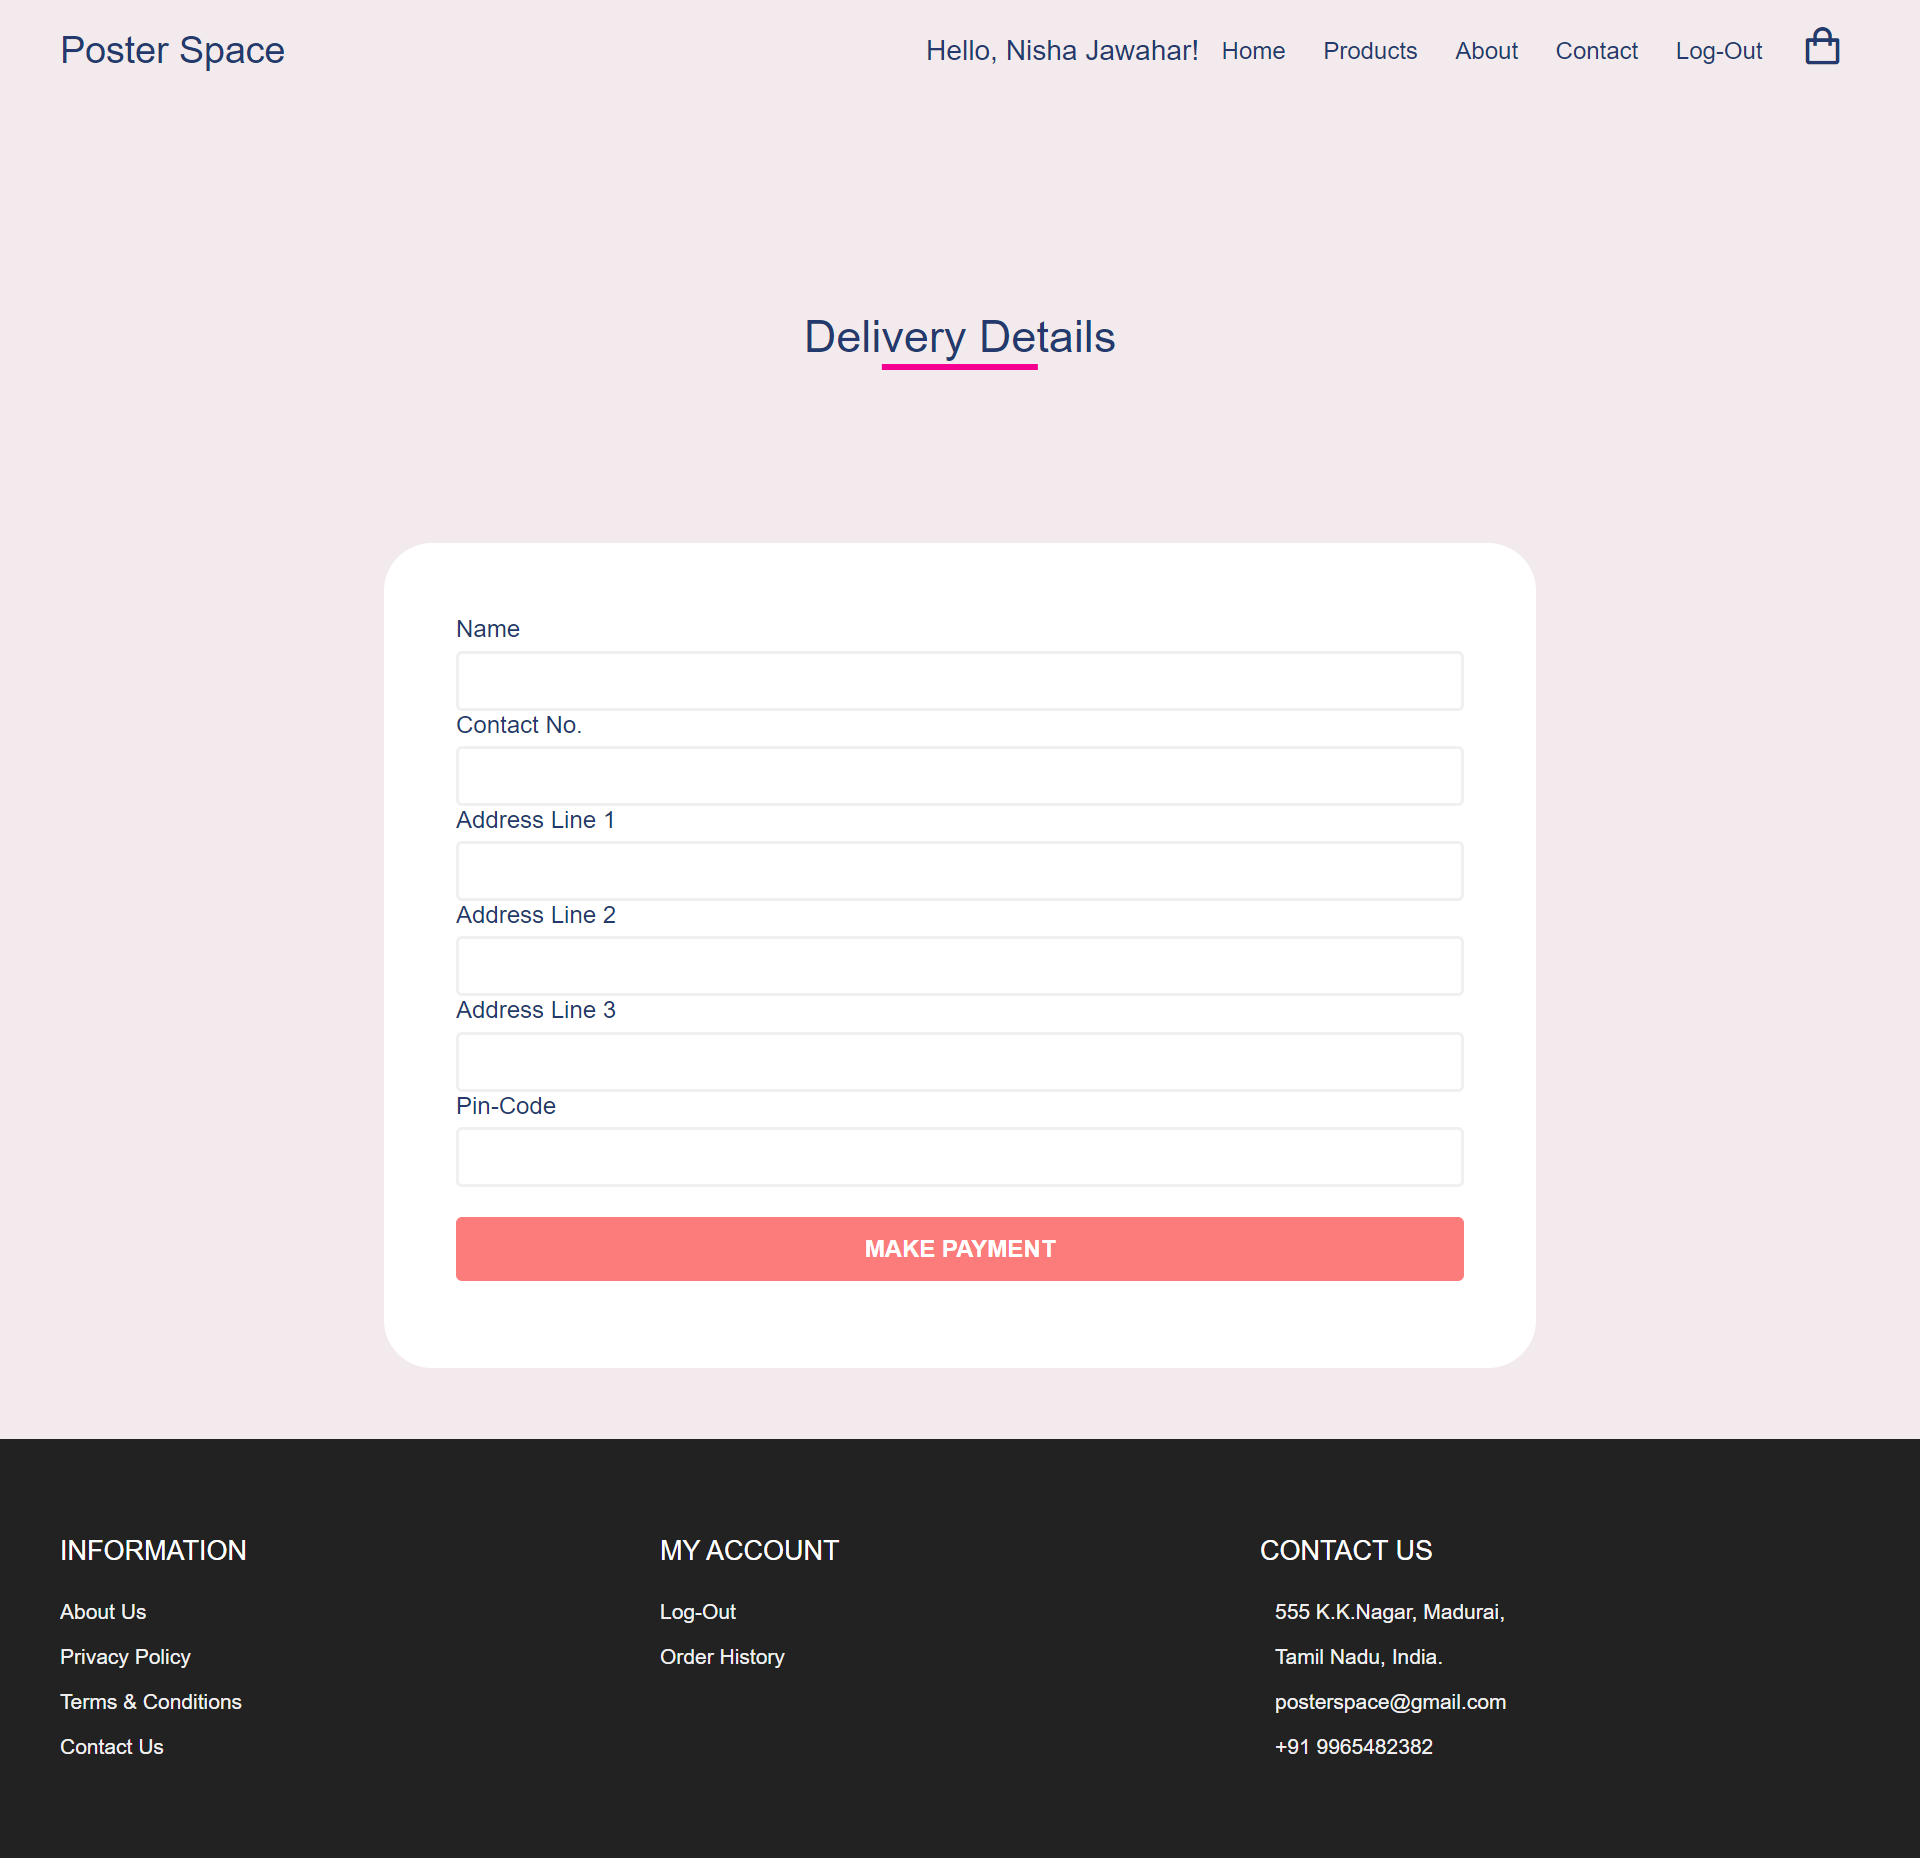 Poster Space
Hello, Nisha Jawahar! Home Products About Contact Log-Out
Delivery Details
Name
Contact No.
Address Line 1
Address Line 2
Address Line 3
Pin-Code
MAKE PAYMENT
INFORMATION
About Us
Privacy Policy
Terms & Conditions
Contact Us
MY ACCOUNT
Log-Out
Order History
CONTACT US
555 K.K.Nagar, Madurai,
Tamil Nadu, India.
posterspace@gmail.com
+91 9965482382